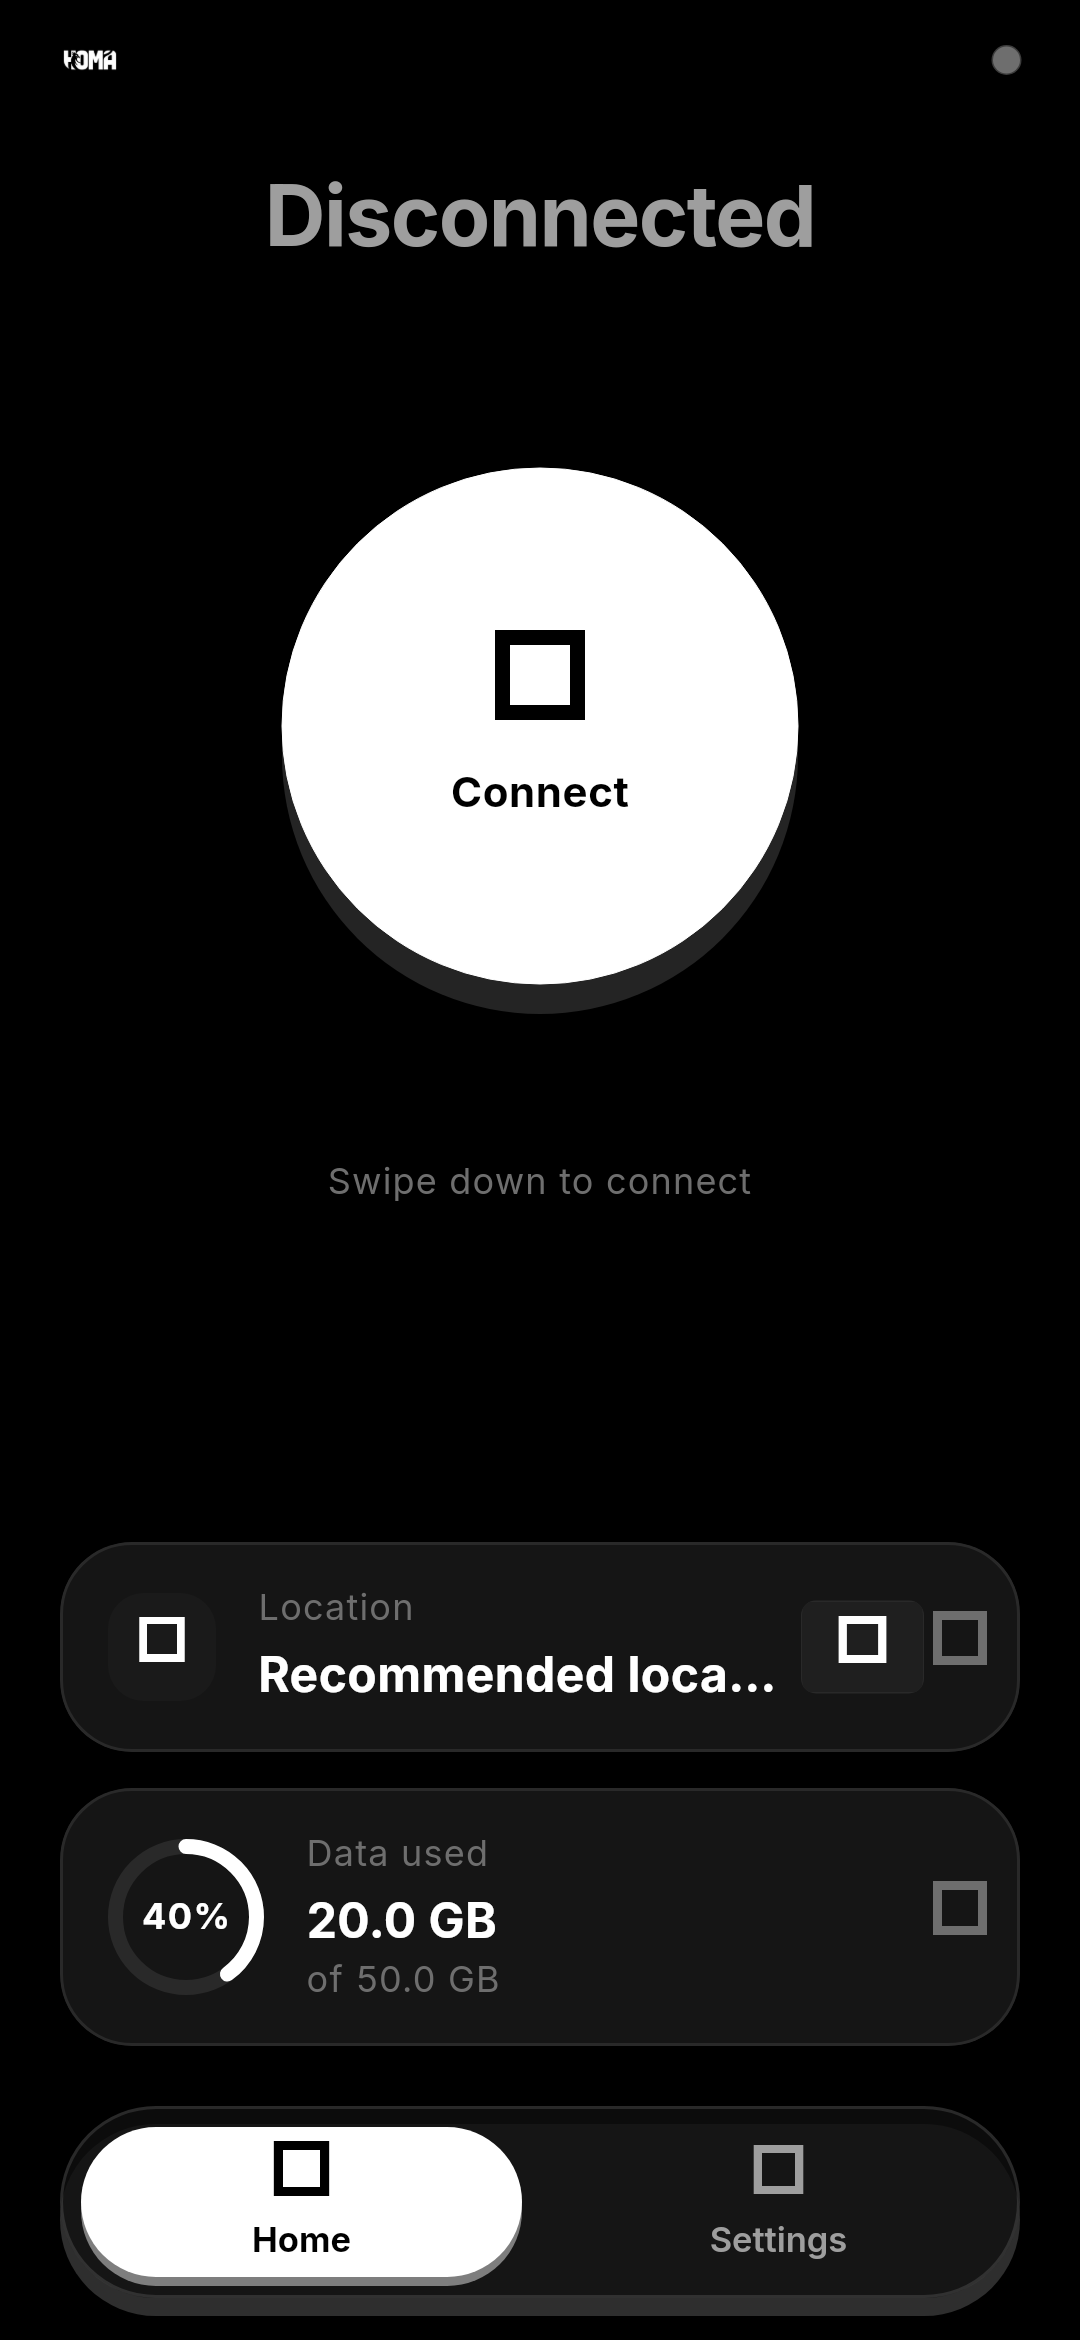 HOMA
Disconnected
Connect
Swipe down to connect
Location
Recommended loca...
40%
Data used
20.0 GB
of 50.0 GB
Home
Settings